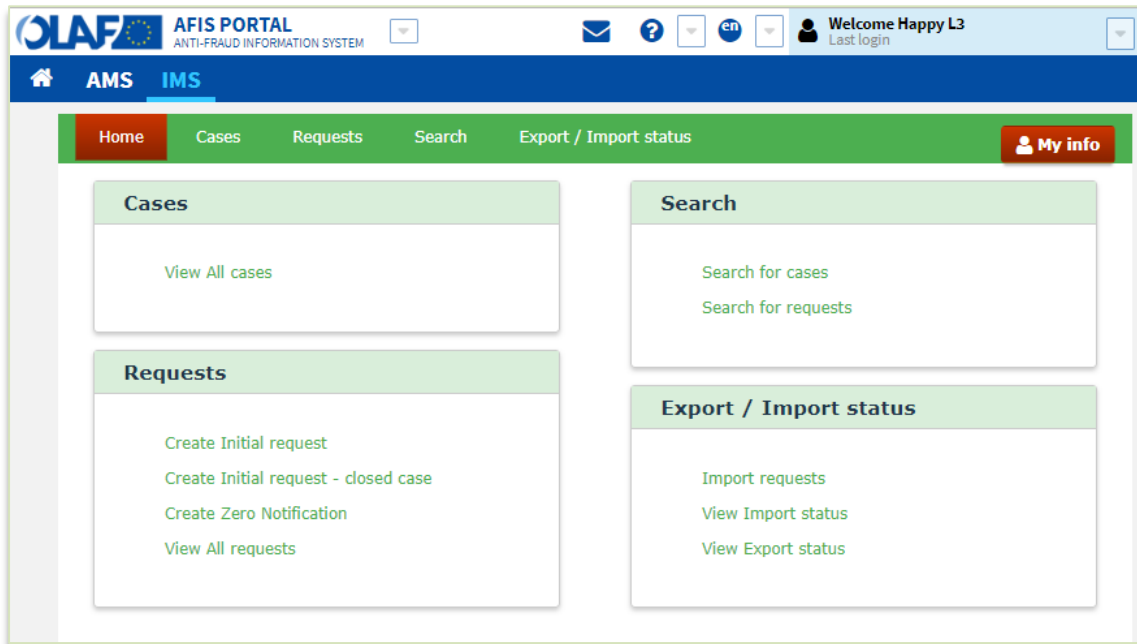 OLAF
AFIS PORTAL
ANTI-FRAUD INFORMATION SYSTEM
?
en
Welcome Happy L3
Last login
AMS IMS
Home Cases Requests Search Export / Import status
My info
Cases
View All cases
Search
Search for cases
Search for requests
Requests
Create Initial request
Create Initial request - closed case
Create Zero Notification
View All requests
Export / Import status
Import requests
View Import status
View Export status